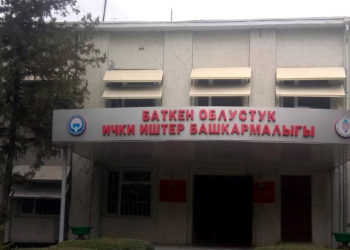 БАТКЕН ОБЛУСТУК
ИЧКИ ИШТЕР БАШКАРМАЛЫГЫ